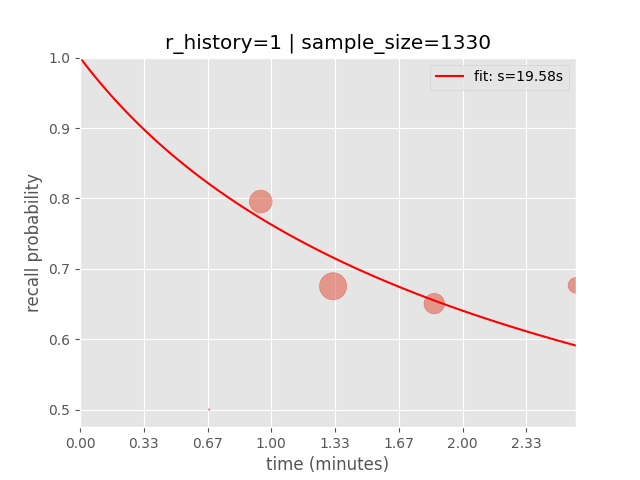 r_history=1 | sample_size=1330
fit: s=19.58s
recall probability
1.0
0.9
0.8
0.7
0.6
0.5
0.00 0.33 0.67 1.00 1.33 1.67 2.00 2.33
time (minutes)